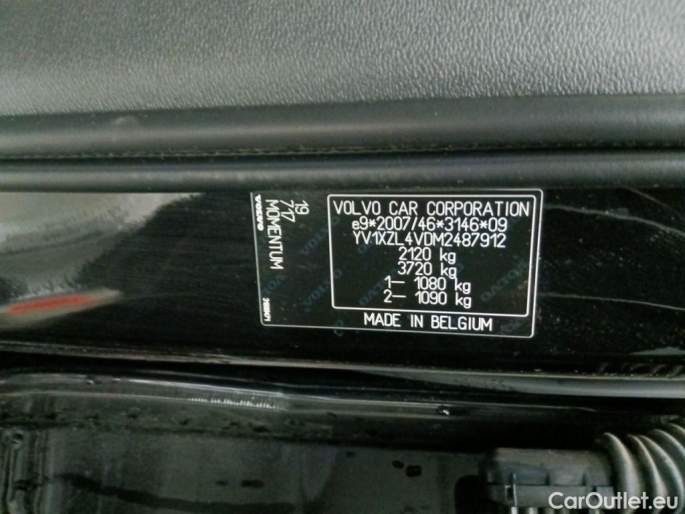 VOLVO CAR CORPORATION
e9*2007/46*3146*09
YV1XZL4VDM2487912
2120 kg
3720 kg
1– 1080 kg
2– 1090 kg
MADE IN BELGIUM
19
717
MOMENTUM
VOLVO
VOLVO
CarOutlet.eu